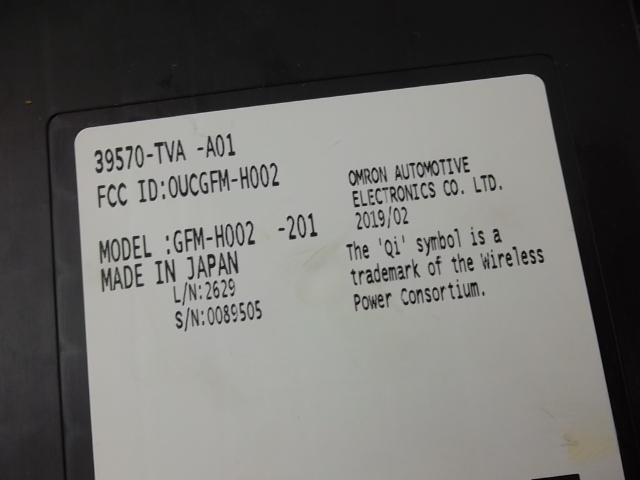 39570-TVA -A01
FCC ID:OUCGFM-H002
MODEL :GFM-H002 -201
MADE IN JAPAN
L/N:2629
S/N:0089505
OMRON AUTOMOTIVE
ELECTRONICS CO. LTD.
2019/02
The 'Qi' symbol is a
trademark of the Wireless
Power Consortium.